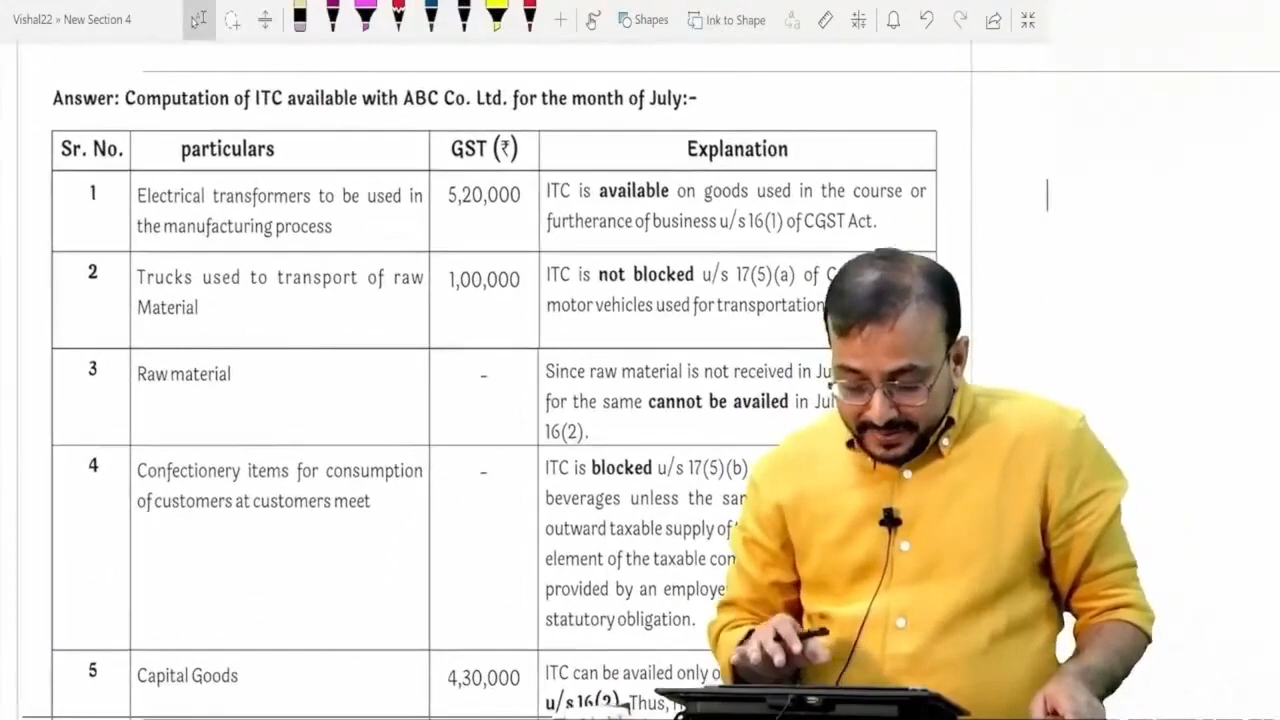 Vishal22 » New Section 4
Shapes
Ink to Shape
Answer: Computation of ITC available with ABC Co. Ltd. for the month of July:-
Sr. No. particulars GST (₹) Explanation
1 Electrical transformers to be used in the manufacturing process 5,20,000 ITC is available on goods used in the course or
furtherance of business u/s 16(1) of CGST Act.
2 Trucks used to transport of raw Material 1,00,000 ITC is not blocked u/s 17(5)(a) of
motor vehicles used for transportation
3 Raw material - Since raw material is not received in
for the same cannot be availed in
16(2).
4 Confectionery items for consumption of customers at customers meet - ITC is blocked u/s 17(5)(b)
beverages unless the
outward taxable supply of
element of the taxable
provided by an
statutory obligation.
5 Capital Goods 4,30,000 ITC can be availed only
u/s 16(2). Thus,